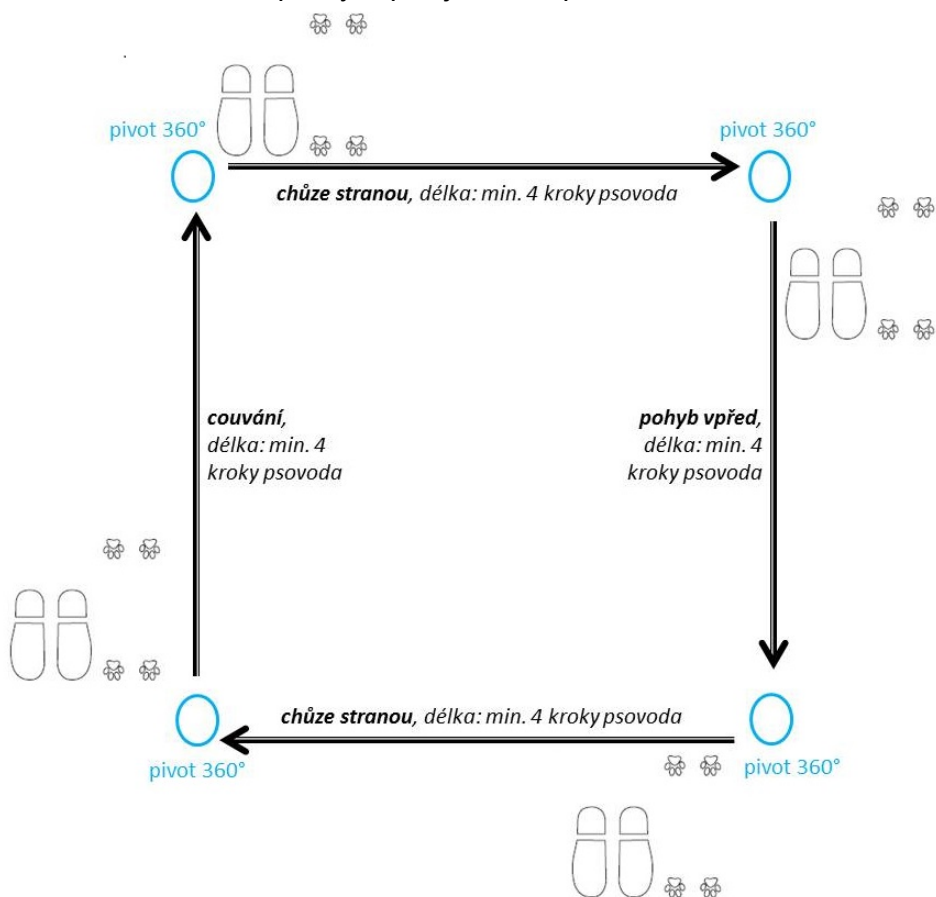 pivot 360°
pivot 360°
chůze stranou, délka: min. 4 kroky psovoda
couvání,
délka: min. 4
kroky psovoda
pohyb vpřed,
délka: min. 4
kroky psovoda
chůze stranou, délka: min. 4 kroky psovoda
pivot 360°
pivot 360°